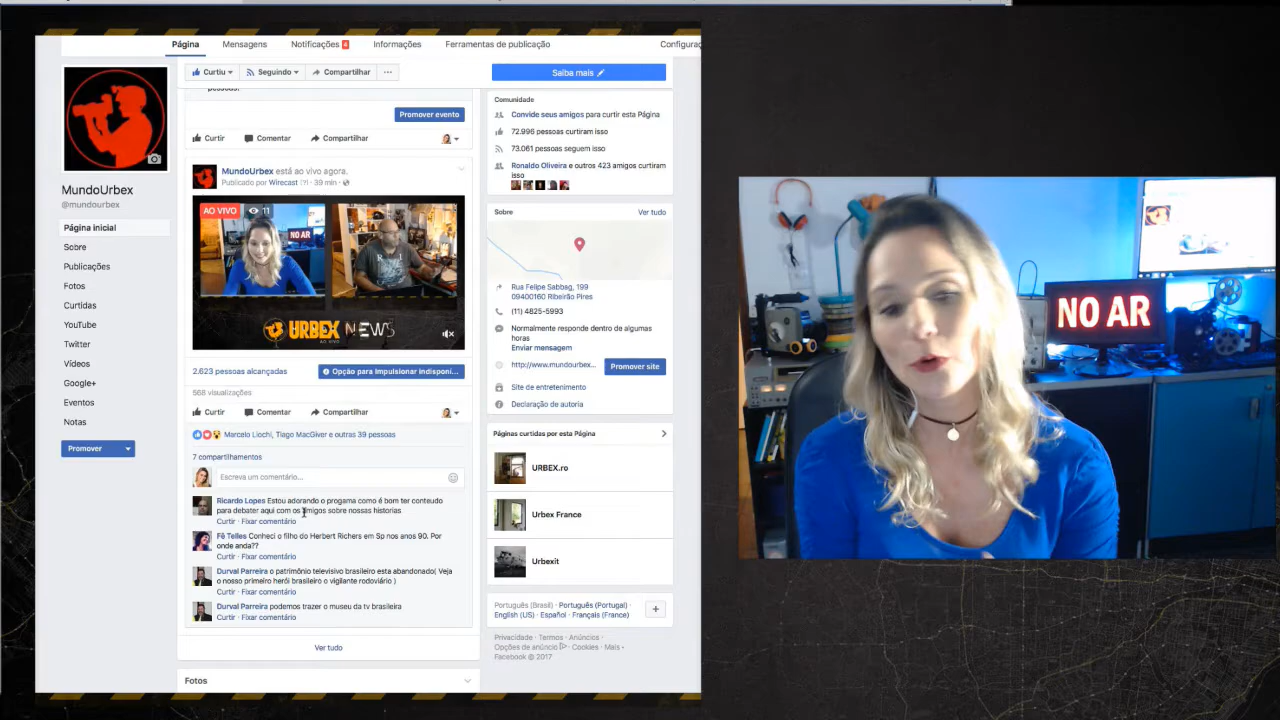 Página Mensagens Notificações 4 Informações Ferramentas de publicação Configuraç
Curtiu Seguindo Compartilhar ...
Saiba mais
pessoas.
Promover evento
Curtir Comentar Compartilhar
MundoUrbex
@mundourbex
Página inicial
Sobre
Publicações
Fotos
Curtidas
YouTube
Twitter
Vídeos
Google+
Eventos
Notas
Promover
MundoUrbex está ao vivo agora.
Publicado por Wirecast [?] · 39 min ·
AO VIVO 11
NO AR
URBEX NEWS
AO VIVO
2.623 pessoas alcançadas
Opção para impulsionar indisponí...
568 visualizações
Curtir Comentar Compartilhar
Marcelo Liochi, Tiago MacGiver e outras 39 pessoas
7 compartilhamentos
Escreva um comentário...
Ricardo Lopes Estou adorando o progama como é bom ter conteudo
para debater aqui com os amigos sobre nossas historias
Curtir · Fixar comentário
Fê Telles Conheci o filho do Herbert Richers em Sp nos anos 90. Por
onde anda??
Curtir · Fixar comentário
Durval Parreira o patrimônio televisivo brasileiro esta abandonado( Veja
o nosso primeiro herói brasileiro o vigilante rodoviário )
Curtir · Fixar comentário
Durval Parreira podemos trazer o museu da tv brasileira
Curtir · Fixar comentário
Ver tudo
Fotos
Comunidade
Convide seus amigos para curtir esta Página
72.996 pessoas curtiram isso
73.061 pessoas seguem isso
Ronaldo Oliveira e outros 423 amigos curtiram
isso
Sobre Ver tudo
Rua Felipe Sabbag, 199
09400160 Ribeirão Pires
(11) 4825-5993
Normalmente responde dentro de algumas
horas
Enviar mensagem
http://www.mundourbex...
Promover site
Site de entretenimento
Declaração de autoria
Páginas curtidas por esta Página
URBEX.ro
Urbex France
Urbexit
Português (Brasil) · Português (Portugal) ·
English (US) · Español · Français (France)
Privacidade · Termos · Anúncios ·
Opções de anúncio · Cookies · Mais
Facebook © 2017
NO AR